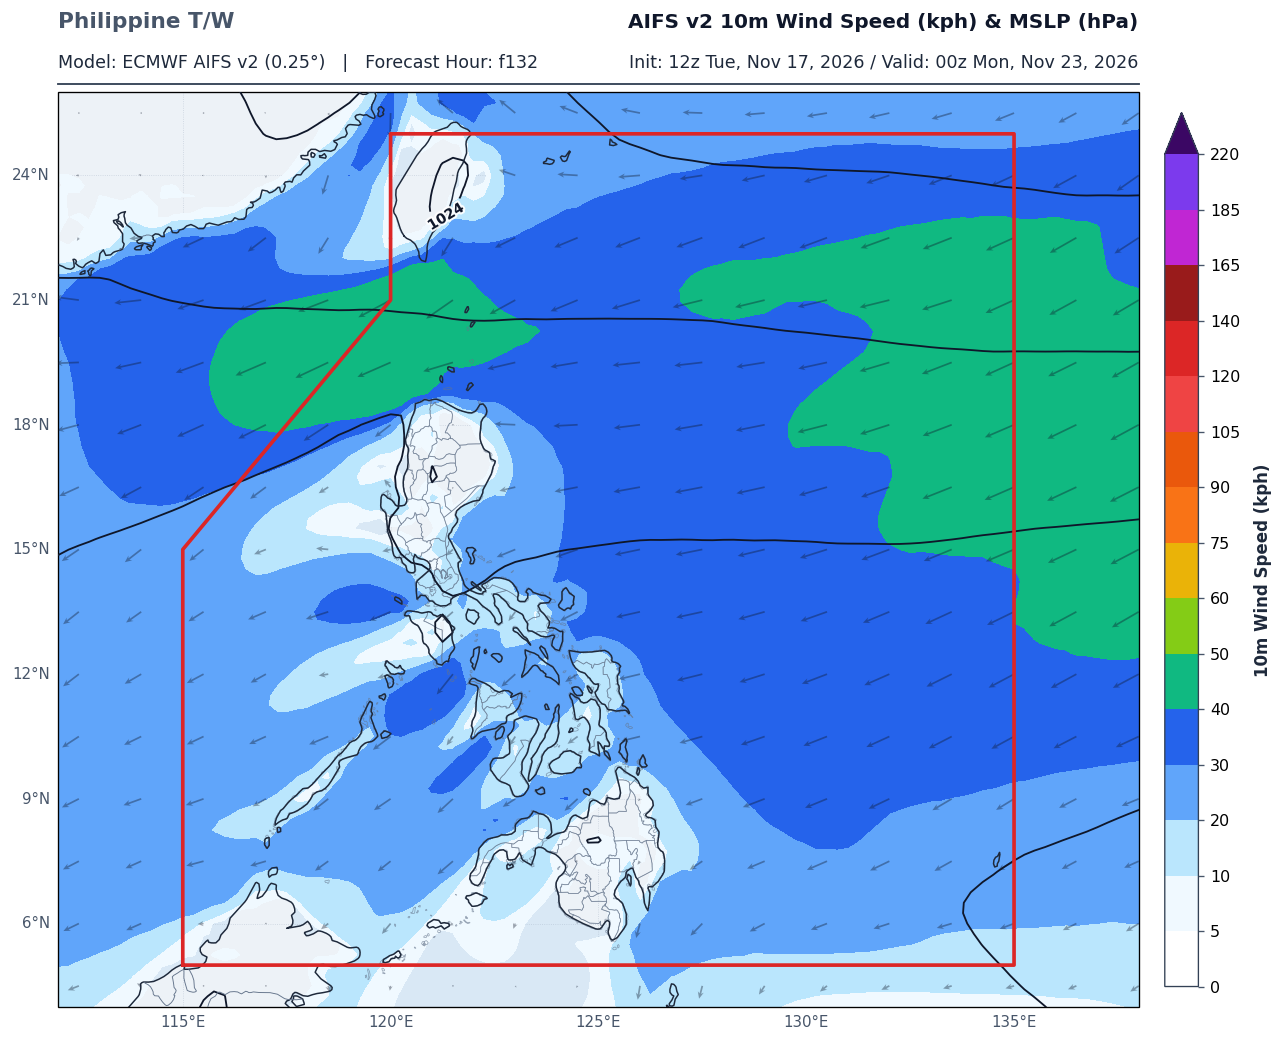 Philippine T/W
AIFS v2 10m Wind Speed (kph) & MSLP (hPa)
Model: ECMWF AIFS v2 (0.25°) | Forecast Hour: f132
Init: 12z Tue, Nov 17, 2026 / Valid: 00z Mon, Nov 23, 2026
24°N
21°N
18°N
15°N
12°N
9°N
6°N
115°E
120°E
125°E
130°E
135°E
1024
220
185
165
140
120
105
90
75
60
50
40
30
20
10
5
0
10m Wind Speed (kph)